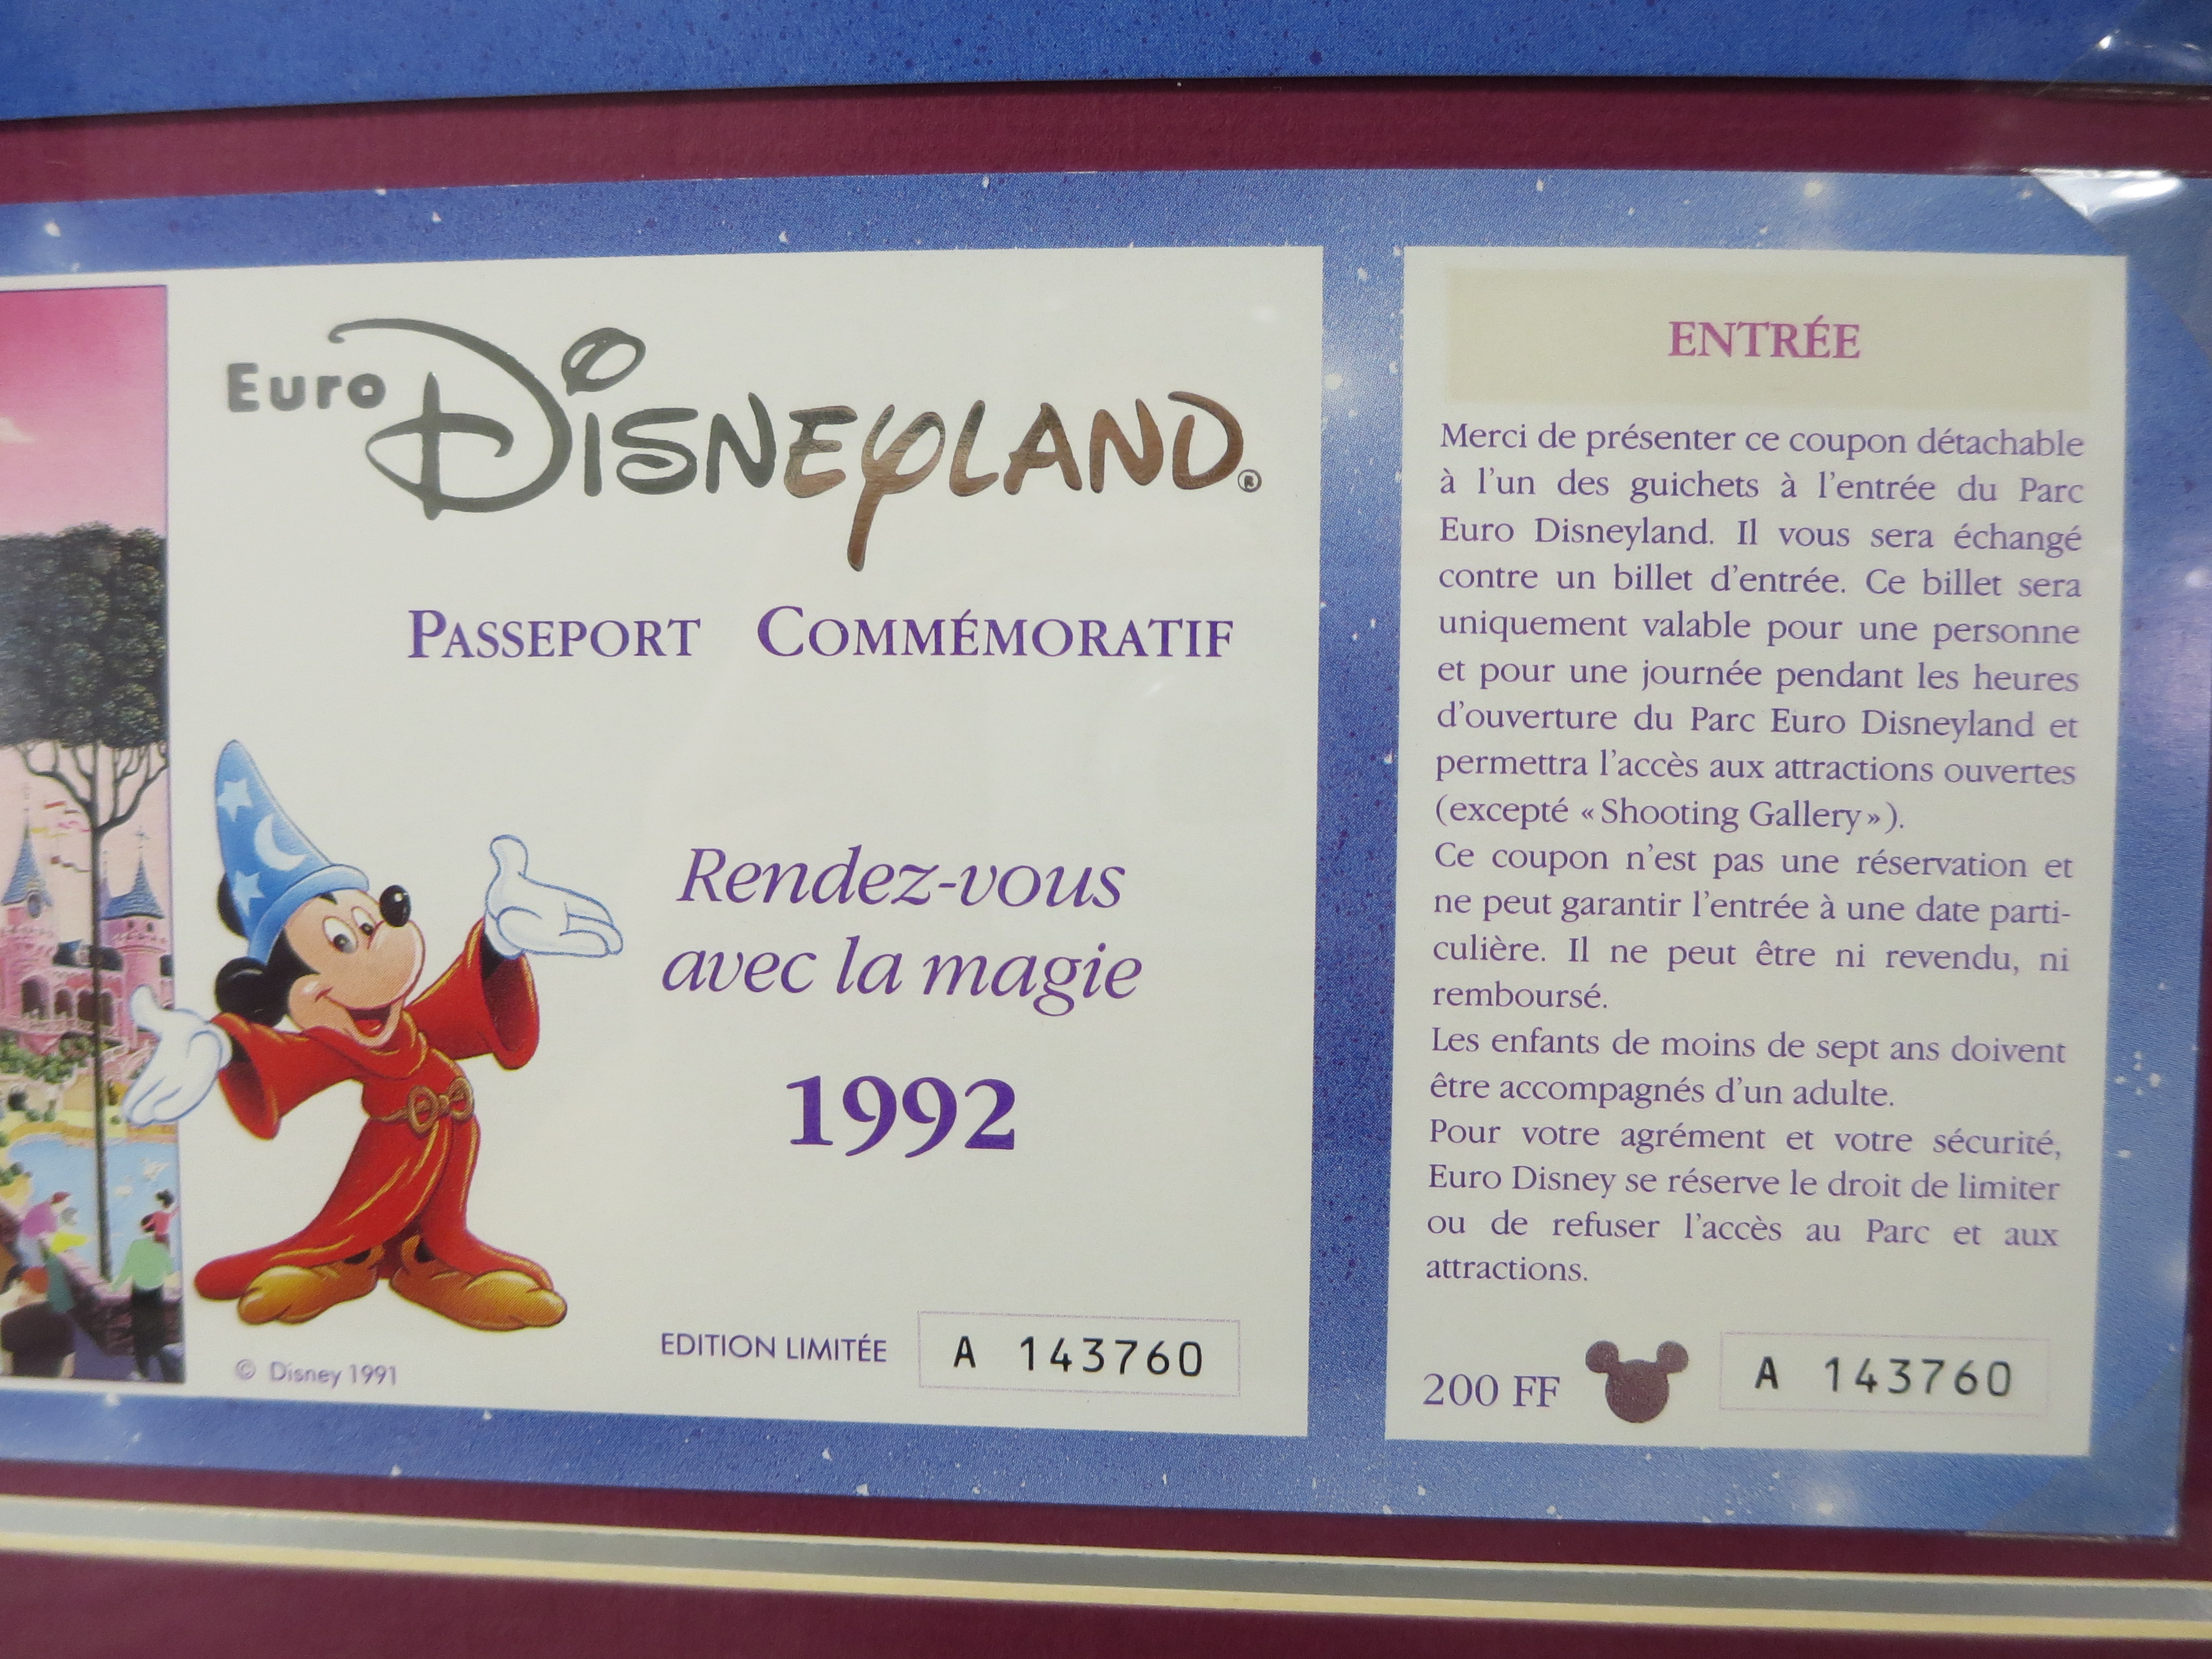 Euro DISNEYLAND®
PASSEPORT COMMÉMORATIF
Rendez-vous
avec la magie
1992
EDITION LIMITÉE A 143760
© Disney 1991
ENTRÉE
Merci de présenter ce coupon détachable
à l'un des guichets à l'entrée du Parc
Euro Disneyland. Il vous sera échangé
contre un billet d'entrée. Ce billet sera
uniquement valable pour une personne
et pour une journée pendant les heures
d'ouverture du Parc Euro Disneyland et
permettra l'accès aux attractions ouvertes
(excepté « Shooting Gallery »).
Ce coupon n'est pas une réservation et
ne peut garantir l'entrée à une date parti-
culière. Il ne peut être ni revendu, ni
remboursé.
Les enfants de moins de sept ans doivent
être accompagnés d'un adulte.
Pour votre agrément et votre sécurité,
Euro Disney se réserve le droit de limiter
ou de refuser l'accès au Parc et aux
attractions.
200 FF A 143760